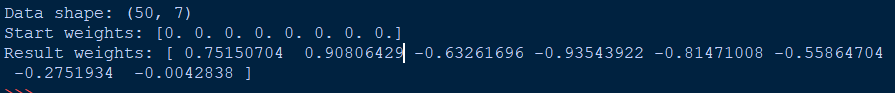 Data shape: (50, 7)
Start weights: [0. 0. 0. 0. 0. 0. 0. 0.]
Result weights: [ 0.75150704  0.90806429 -0.63261696 -0.93543922 -0.81471008 -0.55864704
 -0.2751934  -0.0042838 ]
>>>